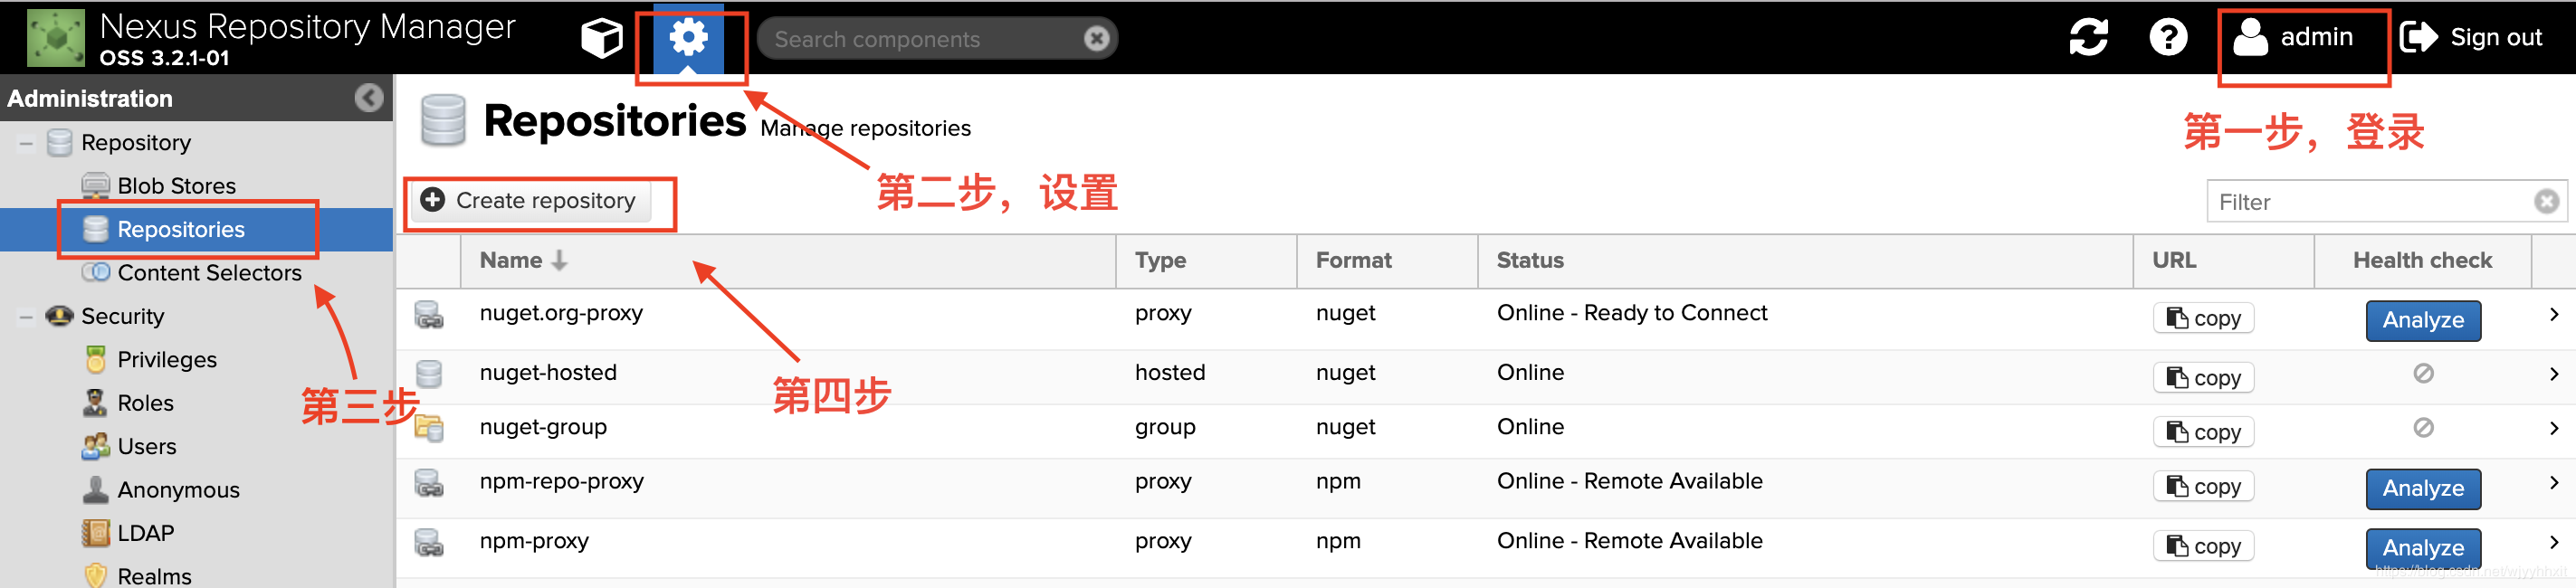 Nexus Repository Manager
OSS 3.2.1-01
Search components
admin
Sign out
Administration
Repository
Blob Stores
Repositories
Content Selectors
Security
Privileges
Roles
Users
Anonymous
LDAP
Realms
Repositories Manage repositories
第一步，登录
第二步，设置
第三步
第四步
Create repository
Filter
Name Type Format Status URL Health check
nuget.org-proxy proxy nuget Online - Ready to Connect copy Analyze
nuget-hosted hosted nuget Online copy
nuget-group group nuget Online copy
npm-repo-proxy proxy npm Online - Remote Available copy Analyze
npm-proxy proxy npm Online - Remote Available copy Analyze
https://blog.csdn.net/wjyyhhxit